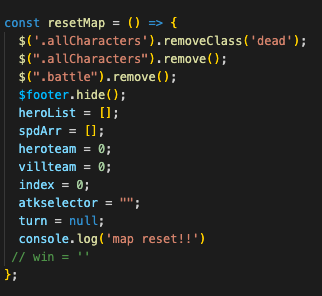 const resetMap = () => {
  $('.allCharacters').removeClass('dead');
  $(".allCharacters").remove();
  $(".battle").remove();
  $footer.hide();
  heroList = [];
  spdArr = [];
  heroteam = 0;
  villteam = 0;
  index = 0;
  atkselector = "";
  turn = null;
  console.log('map reset!!')
 // win = ''
};